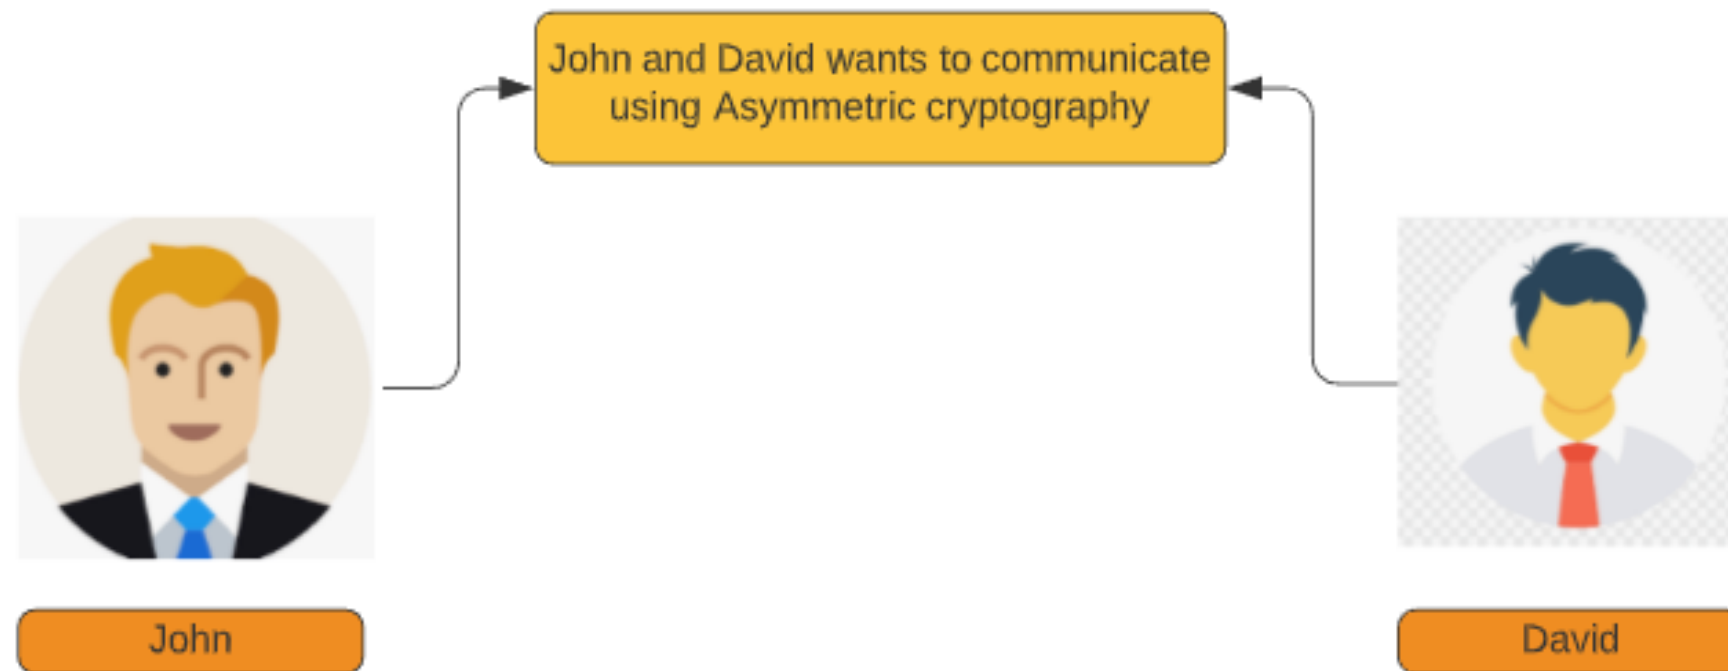 John and David wants to communicate
using Asymmetric cryptography
John
David